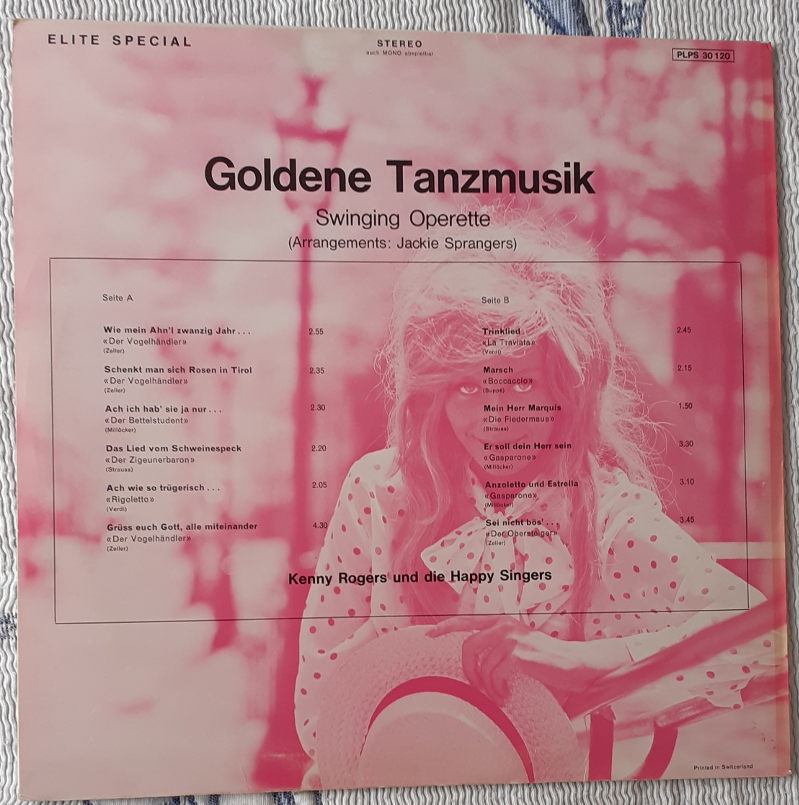 ELITE SPECIAL
STEREO
auch MONO abspielbar
PLPS 30120
Goldene Tanzmusik
Swinging Operette
(Arrangements: Jackie Sprangers)
Seite A
Wie mein Ahn'l zwanzig Jahr . . . 2.55
«Der Vogelhändler»
(Zeller)
Schenkt man sich Rosen in Tirol 2.35
«Der Vogelhändler»
(Zeller)
Ach ich hab' sie ja nur . . . 2.30
«Der Bettelstudent»
(Millöcker)
Das Lied vom Schweinespeck 2.20
«Der Zigeunerbaron»
(Strauss)
Ach wie so trügerisch . . . 2.05
«Rigoletto»
(Verdi)
Grüss euch Gott, alle miteinander 4.30
«Der Vogelhändler»
(Zeller)
Seite B
Trinklied 2.45
«La Traviata»
(Verdi)
Marsch 2.15
«Boccaccio»
(Suppé)
Mein Herr Marquis 1.50
«Die Fledermaus»
(Strauss)
Er soll dein Herr sein 3.30
«Gasparone»
(Millöcker)
Anzoletto und Estrella 3.10
«Gasparone»
(Millöcker)
Sei nicht bös' . . . 3.45
«Der Obersteiger»
(Zeller)
Kenny Rogers und die Happy Singers
Printed in Switzerland